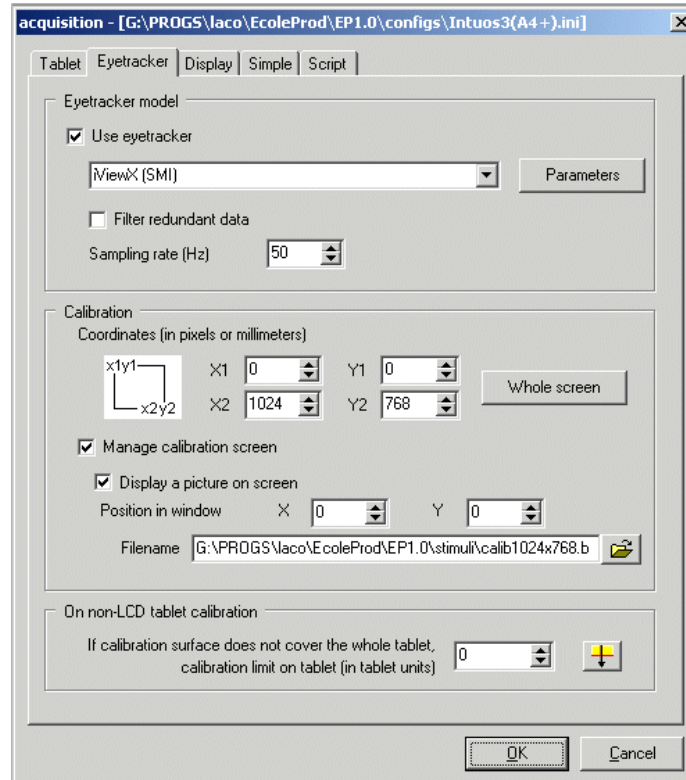 acquisition - [G:\PROGS\laco\EcoleProd\EP1.0\configs\Intuos3(A4+).ini]
Tablet Eyetracker Display Simple Script
Eyetracker model
Use eyetracker
iViewX (SMI)
Parameters
Filter redundant data
Sampling rate (Hz) 50
Calibration
Coordinates (in pixels or millimeters)
x1y1
x2y2
X1 0 Y1 0
X2 1024 Y2 768
Whole screen
Manage calibration screen
Display a picture on screen
Position in window X 0 Y 0
Filename G:\PROGS\laco\EcoleProd\EP1.0\stimuli\calib1024x768.b
On non-LCD tablet calibration
If calibration surface does not cover the whole tablet,
calibration limit on tablet (in tablet units) 0
OK Cancel